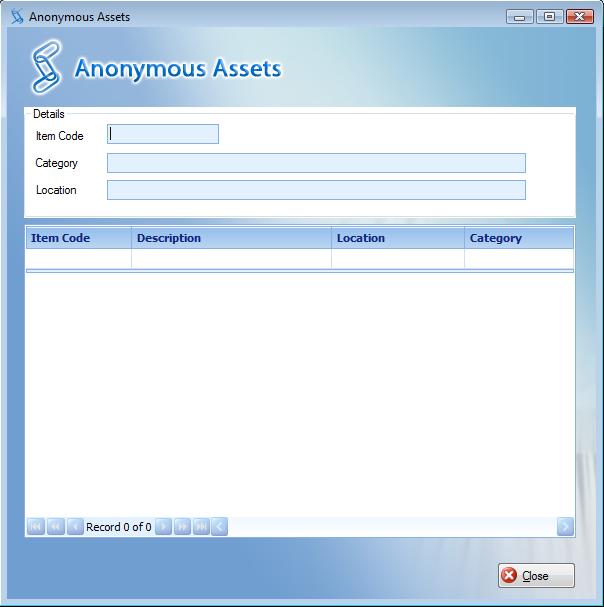 Anonymous Assets
Anonymous Assets
Details
Item Code
Category
Location
Item Code Description Location Category
Record 0 of 0
Close